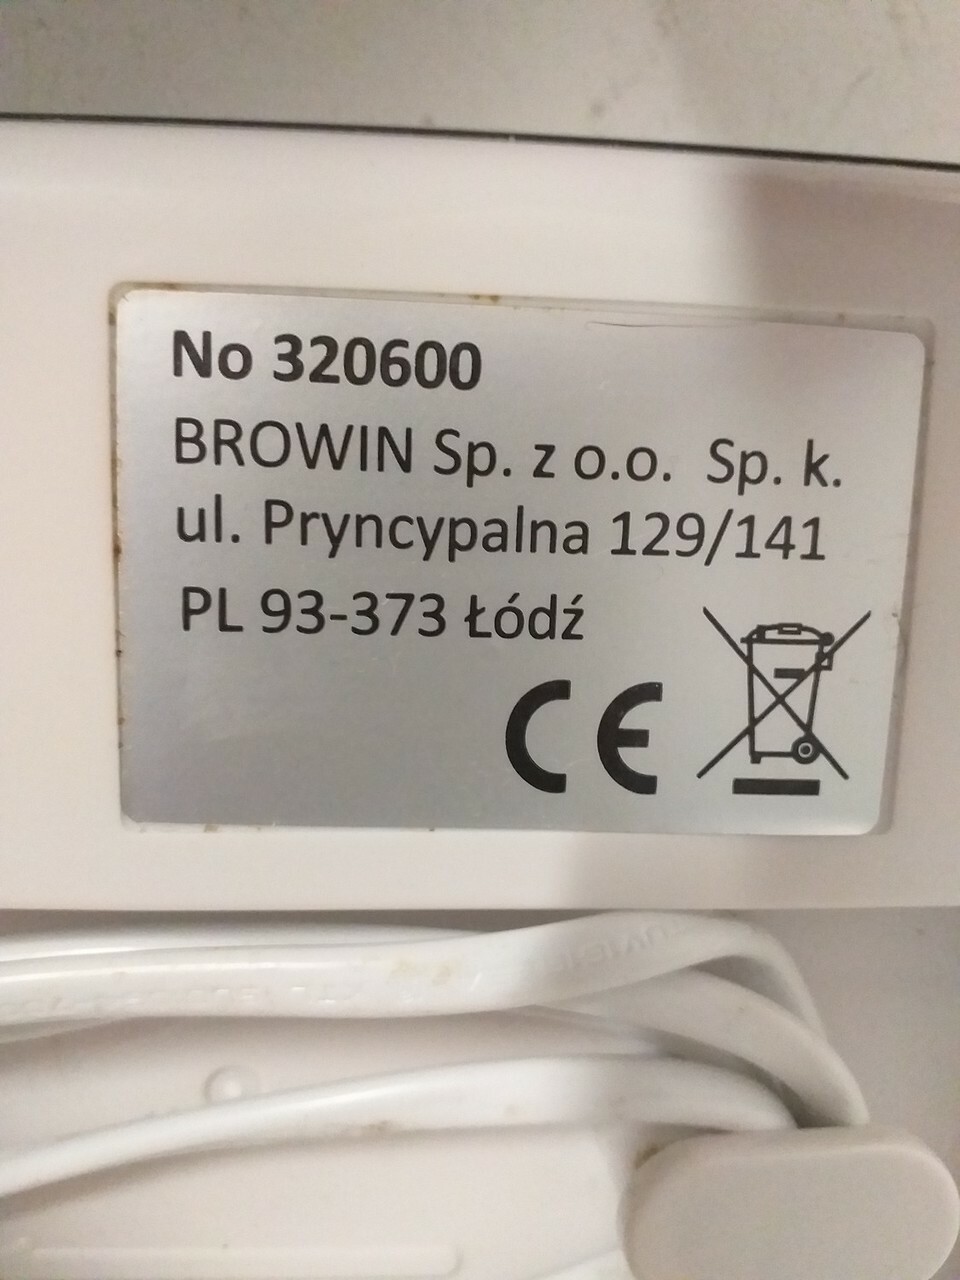 No 320600
BROWIN Sp. z o.o. Sp. k.
ul. Pryncypalna 129/141
PL 93-373 Łódź
CE